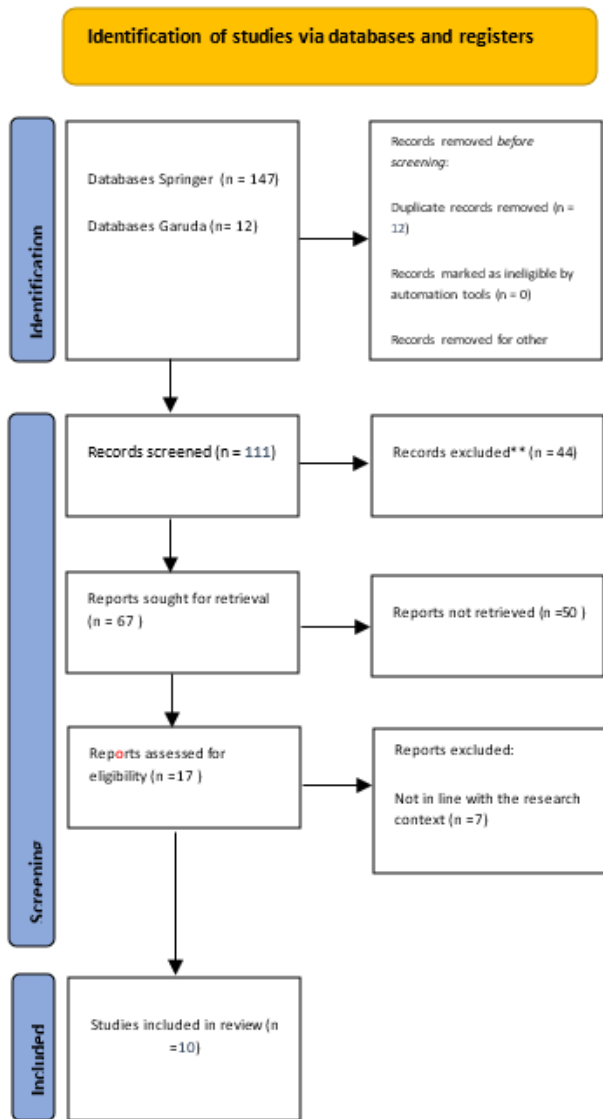 Identification of studies via databases and registers
Identification
Databases Springer (n = 147)
Databases Garuda (n= 12)
Records removed before
screening:
Duplicate records removed (n =
12)
Records marked as ineligible by
automation tools (n = 0)
Records removed for other
Screening
Records screened (n = 111)
Records excluded** (n = 44)
Reports sought for retrieval
(n = 67 )
Reports not retrieved (n =50 )
Reports assessed for
eligibility (n =17 )
Reports excluded:
Not in line with the research
context (n =7)
Included
Studies included in review (n
=10)